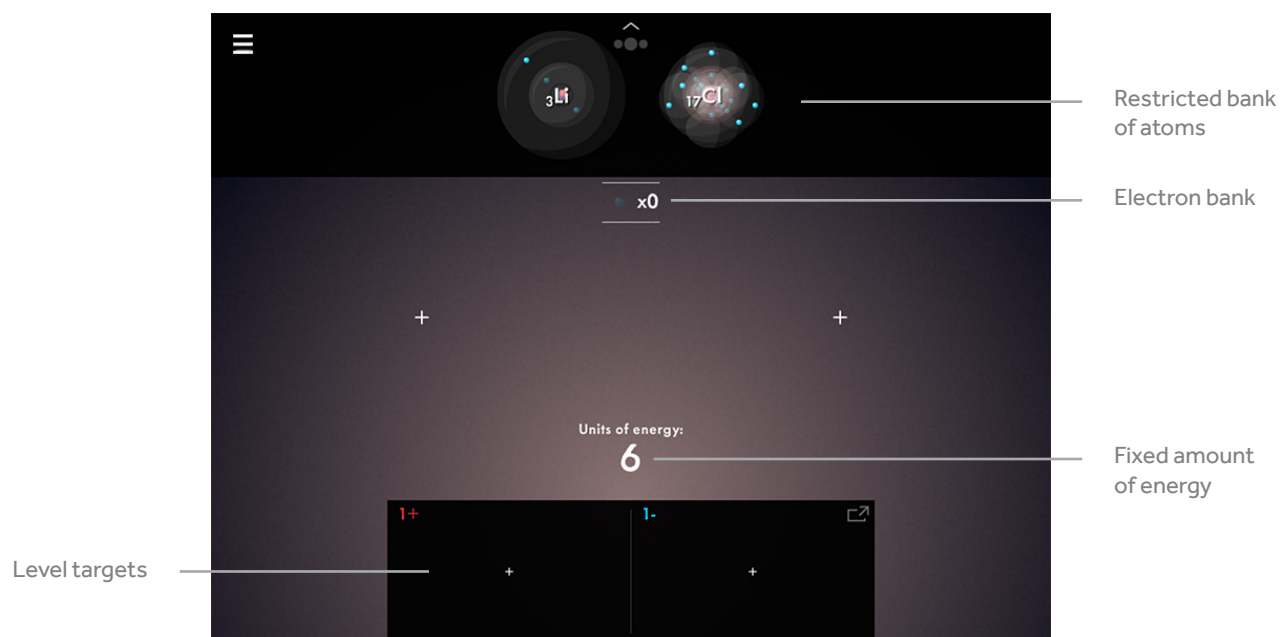 3Li
17Cl
Restricted bank
of atoms
x0
Electron bank
Units of energy:
6
Fixed amount
of energy
1+
1-
Level targets